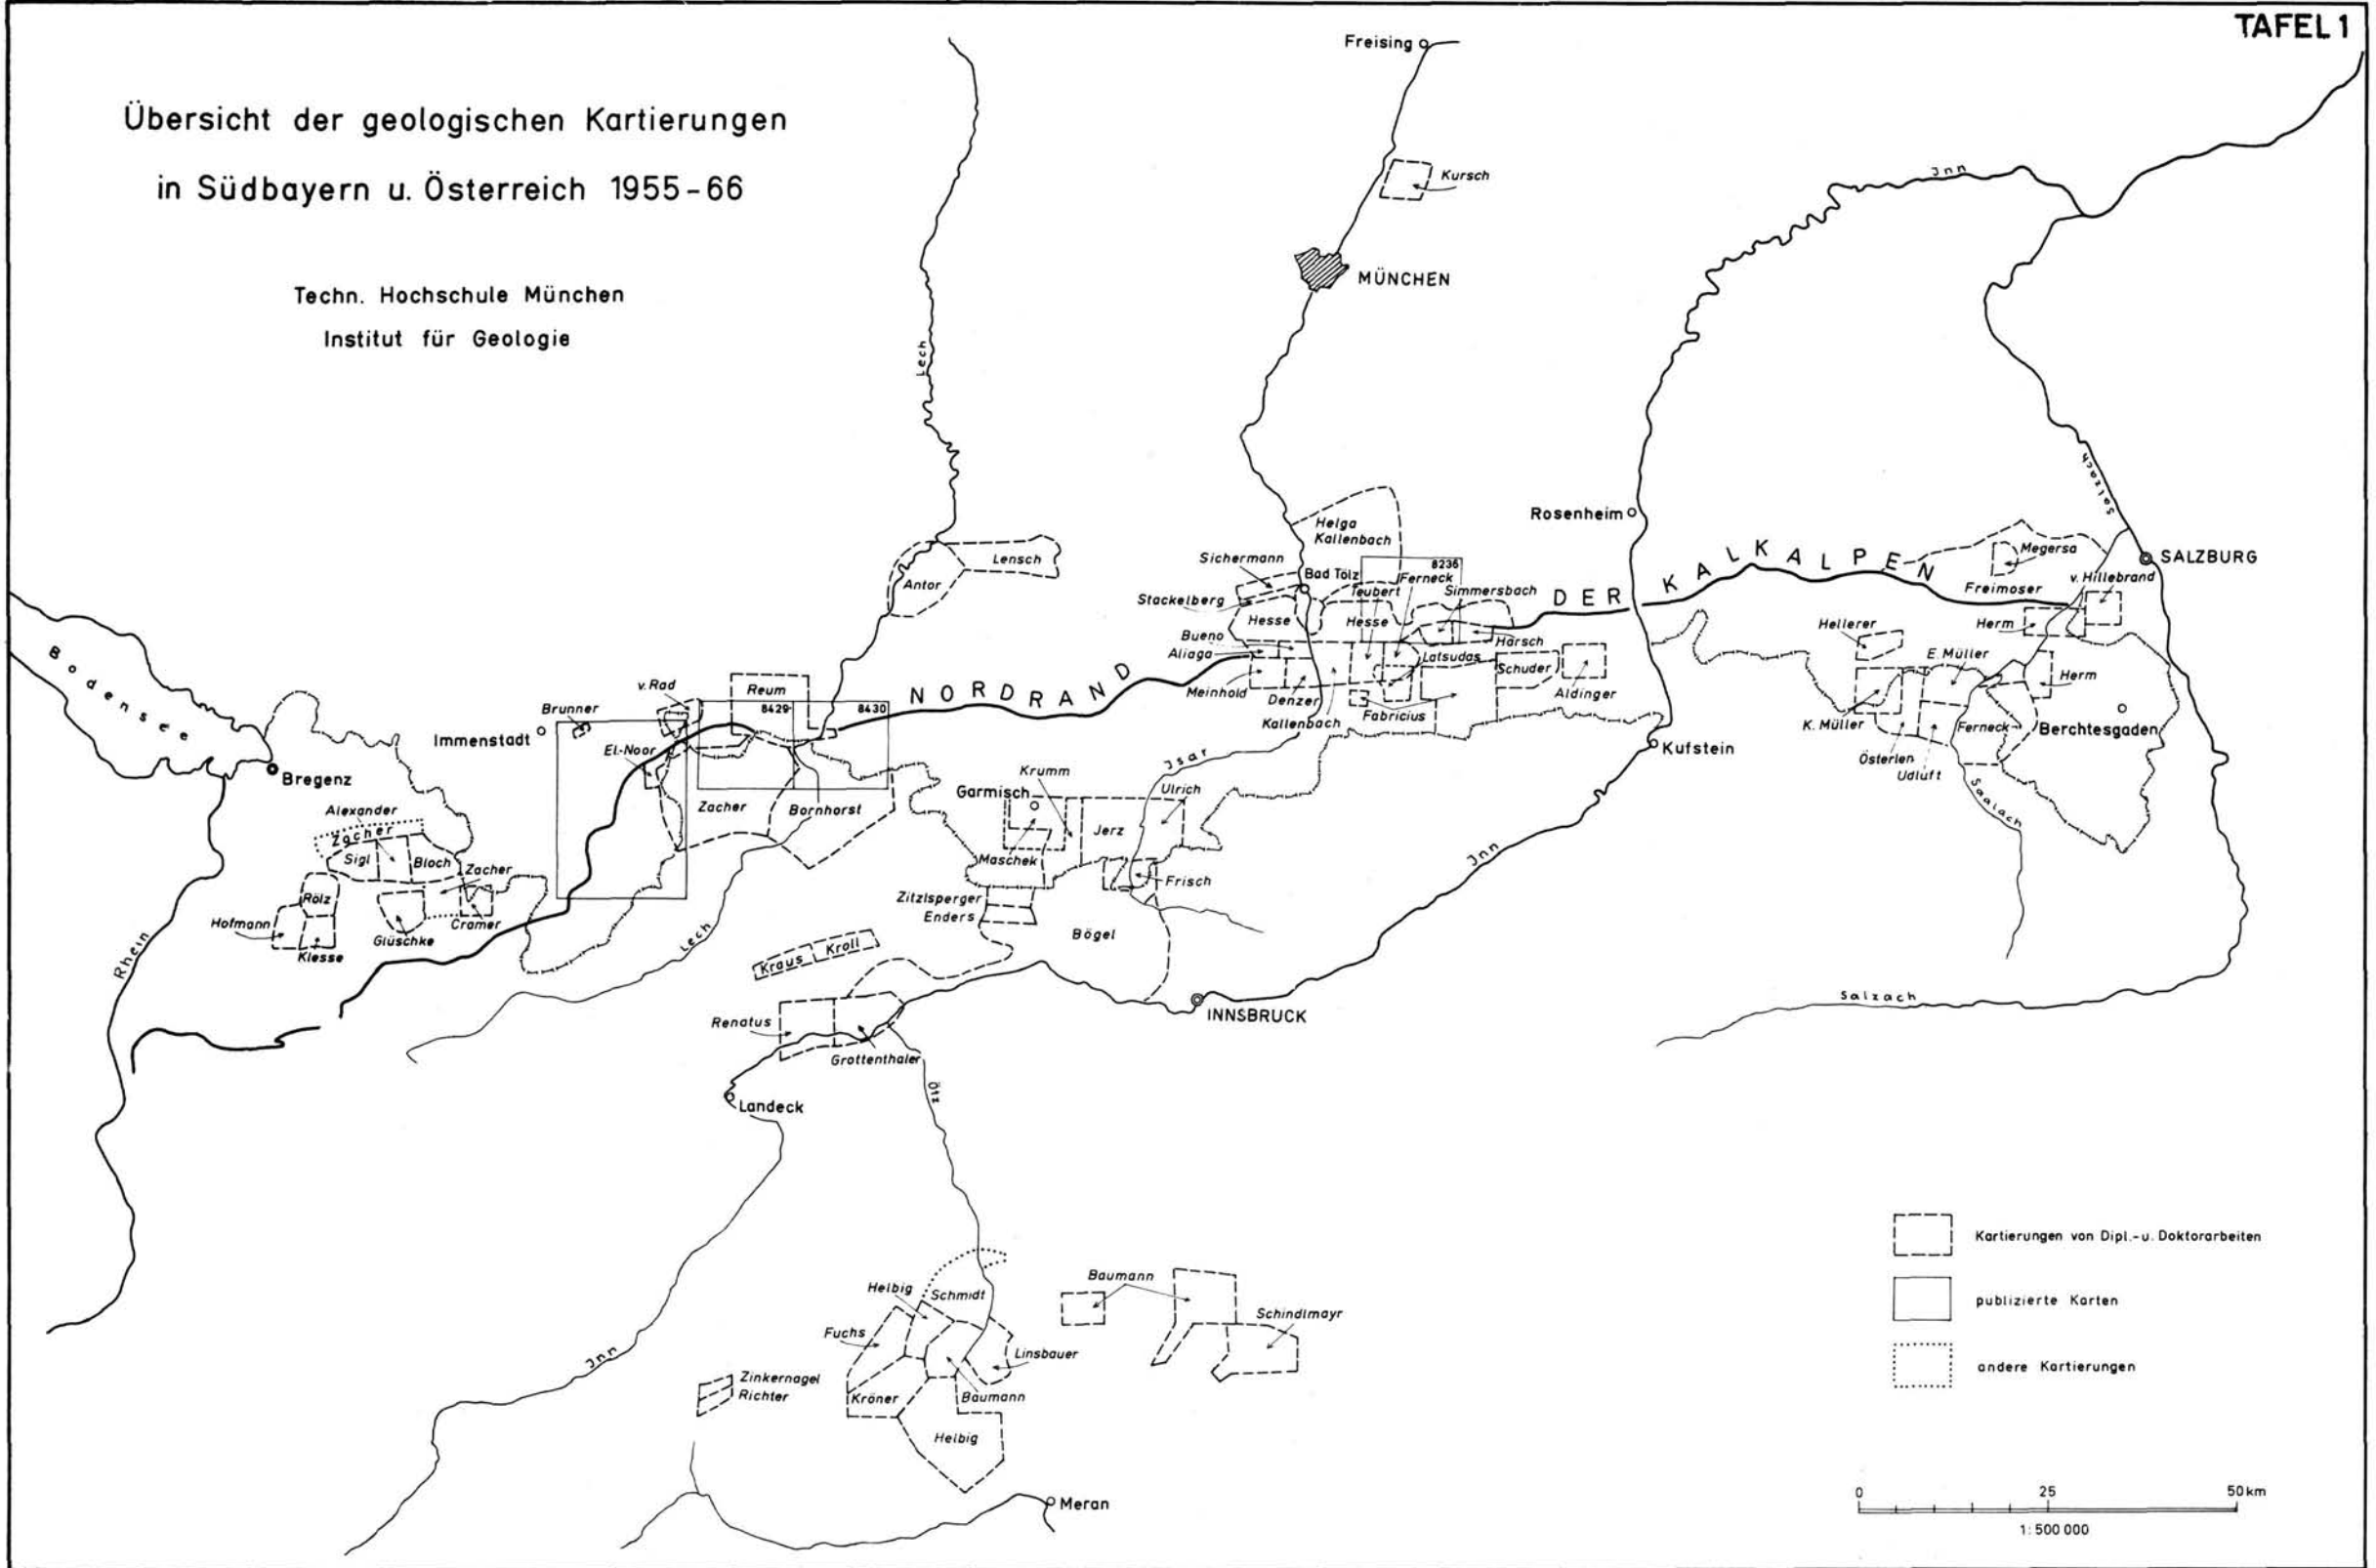 TAFEL 1
Übersicht der geologischen Kartierungen
in Südbayern u. Österreich 1955-66
Techn. Hochschule München
Institut für Geologie
Freising
Kursch
MÜNCHEN
Jnn
Lech
Salzach
Rosenheim
SALZBURG
Helga
Kallenbach
Lensch
Antor
Sichermann
Bad Tölz
8236
Ferneck
Teubert
Simmersbach
Stackelberg
Hesse
Hesse
Bueno
Aliaga
Harsch
Latsudas
Schuder
Meinhold
Denzer
Aldinger
Kallenbach
Fabricius
NORDRAND DER KALKALPEN
Megersa
Freimoser
v. Hillebrand
Hellerer
Herm
E. Müller
Herm
K. Müller
Ferneck
Berchtesgaden
Österlen
Udluft
Saalach
Kufstein
Bodensee
Bregenz
Immenstadt
Brunner
v. Rad
Reum
8429
8430
El-Noor
Zacher
Bornhorst
Alexander
Zacher
Sigl
Bloch
Zacher
Rölz
Hofmann
Klesse
Glüschke
Cramer
Rhein
Lech
Jsar
Krumm
Garmisch
Ulrich
Jerz
Maschek
Frisch
Zitzlsperger
Enders
Bögel
Jnn
Kraus
Kroll
Renatus
Grottenthaler
INNSBRUCK
Salzach
Landeck
Ötz
Jnn
Helbig
Schmidt
Fuchs
Linsbauer
Kröner
Baumann
Helbig
Zinkernagel
Richter
Baumann
Schindlmayr
Meran
Kartierungen von Dipl.-u. Doktorarbeiten
publizierte Karten
andere Kartierungen
0 25 50 km
1: 500 000